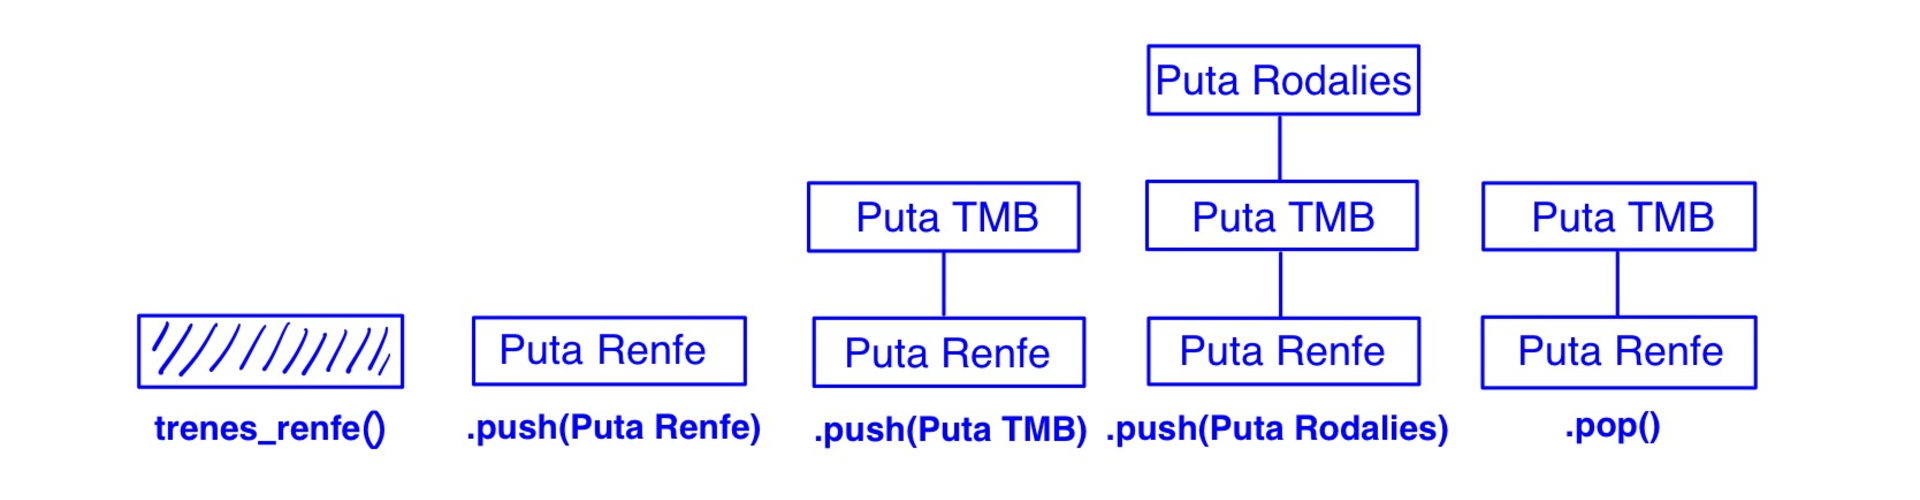 Puta Rodalies
Puta TMB
Puta TMB
Puta TMB
Puta Renfe
Puta Renfe
Puta Renfe
Puta Renfe
trenes_renfe()
.push(Puta Renfe)
.push(Puta TMB)
.push(Puta Rodalies)
.pop()